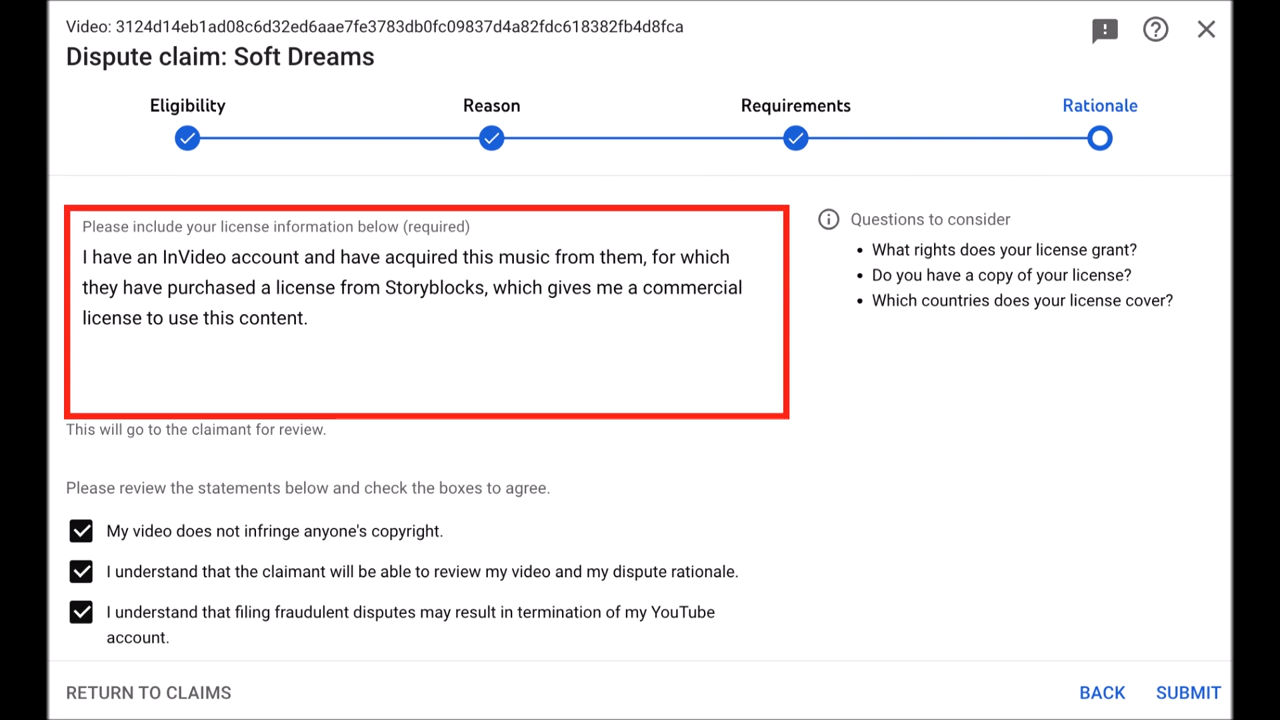 Video: 3124d14eb1ad08c6d32ed6aae7fe3783db0fc09837d4a82fdc618382fb4d8fca
Dispute claim: Soft Dreams
Eligibility
Reason
Requirements
Rationale
Please include your license information below (required)
I have an InVideo account and have acquired this music from them, for which
they have purchased a license from Storyblocks, which gives me a commercial
license to use this content.
This will go to the claimant for review.
Questions to consider
• What rights does your license grant?
• Do you have a copy of your license?
• Which countries does your license cover?
Please review the statements below and check the boxes to agree.
My video does not infringe anyone's copyright.
I understand that the claimant will be able to review my video and my dispute rationale.
I understand that filing fraudulent disputes may result in termination of my YouTube
account.
RETURN TO CLAIMS
BACK
SUBMIT